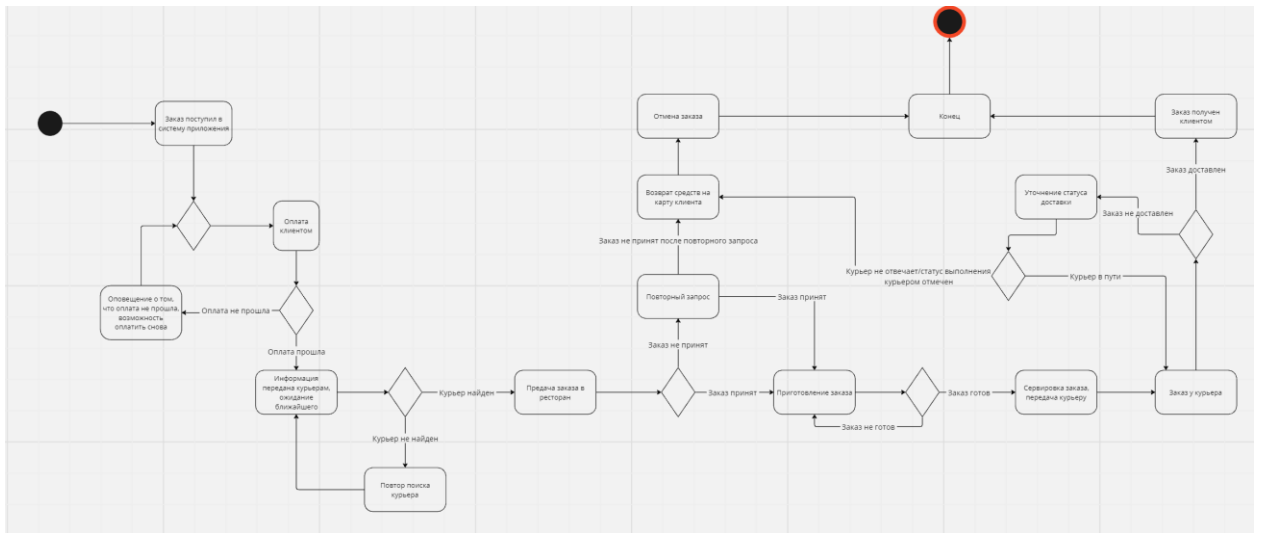 Заказ поступил в
систему приложения
Оплата
клиентом
Оповещение о том,
что оплата не прошла,
возможность
оплатить снова
Оплата не прошла
Оплата прошла
Информация
передана курьерам,
ожидание
ближайшего
Курьер найден
Курьер не найден
Повтор поиска
курьера
Предача заказа в
ресторан
Заказ не принят
Заказ принят
Повторный запрос
Заказ принят
Заказ не принят после повторного запроса
Возврат средств на
карту клиента
Отмена заказа
Конец
Приготовление заказа
Заказ не готов
Заказ готов
Сервировка заказа,
передача курьеру
Заказ у курьера
Курьер в пути
Курьер не отвечает/статус выполнения
курьером отмечен
Уточнение статуса
доставки
Заказ не доставлен
Заказ доставлен
Заказ получен
клиентом